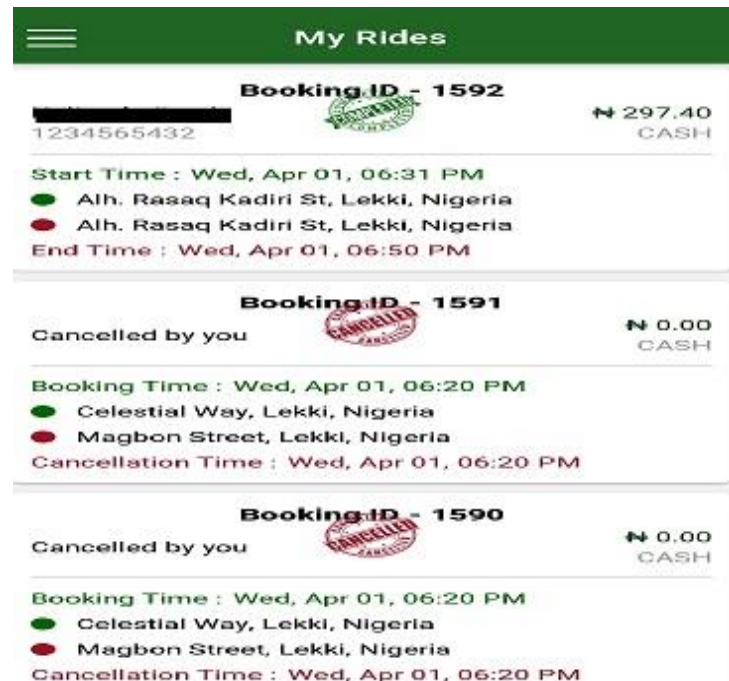 My Rides
Booking ID - 1592
COMPLETED
₦ 297.40
1234565432
CASH
Start Time : Wed, Apr 01, 06:31 PM
Alh. Rasaq Kadiri St, Lekki, Nigeria
Alh. Rasaq Kadiri St, Lekki, Nigeria
End Time : Wed, Apr 01, 06:50 PM
Booking ID - 1591
CANCELLED
Cancelled by you
₦ 0.00
CASH
Booking Time : Wed, Apr 01, 06:20 PM
Celestial Way, Lekki, Nigeria
Magbon Street, Lekki, Nigeria
Cancellation Time : Wed, Apr 01, 06:20 PM
Booking ID - 1590
CANCELLED
Cancelled by you
₦ 0.00
CASH
Booking Time : Wed, Apr 01, 06:20 PM
Celestial Way, Lekki, Nigeria
Magbon Street, Lekki, Nigeria
Cancellation Time : Wed, Apr 01, 06:20 PM